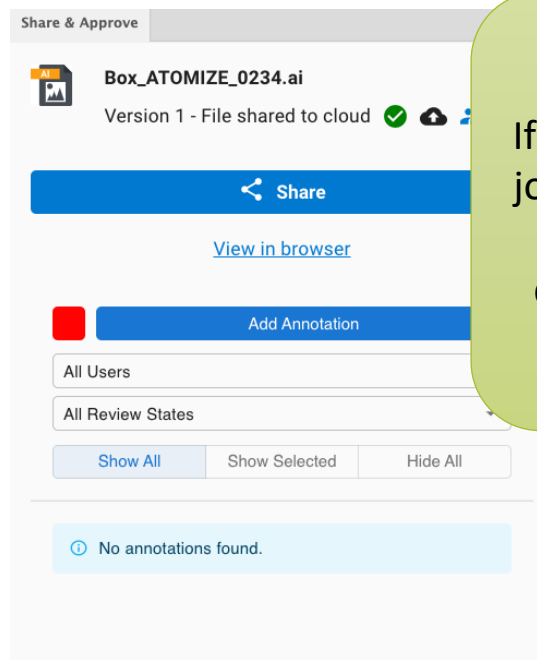 Share & Approve
AI
Box_ATOMIZE_0234.ai
Version 1 - File shared to cloud
Share
View in browser
Add Annotation
All Users
All Review States
Show All Show Selected Hide All
No annotations found.
If